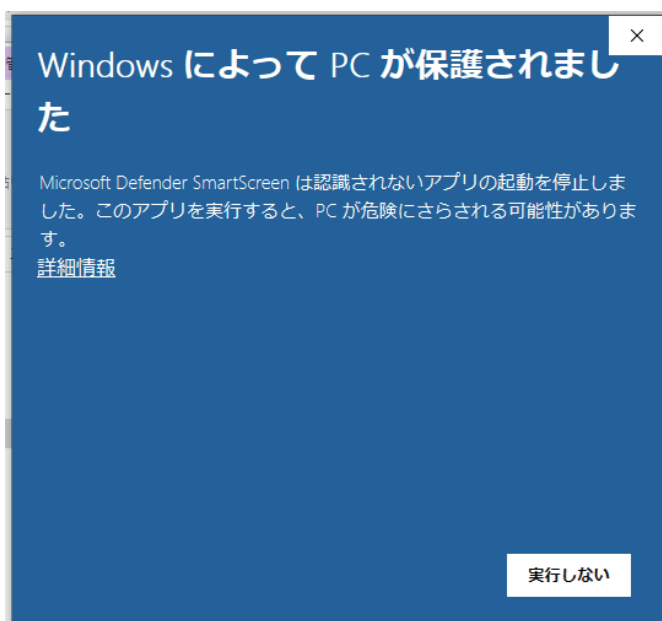 Windows によって PC が保護されまし
た
Microsoft Defender SmartScreen は認識されないアプリの起動を停止しま
した。このアプリを実行すると、PC が危険にさらされる可能性がありま
す。
詳細情報
実行しない